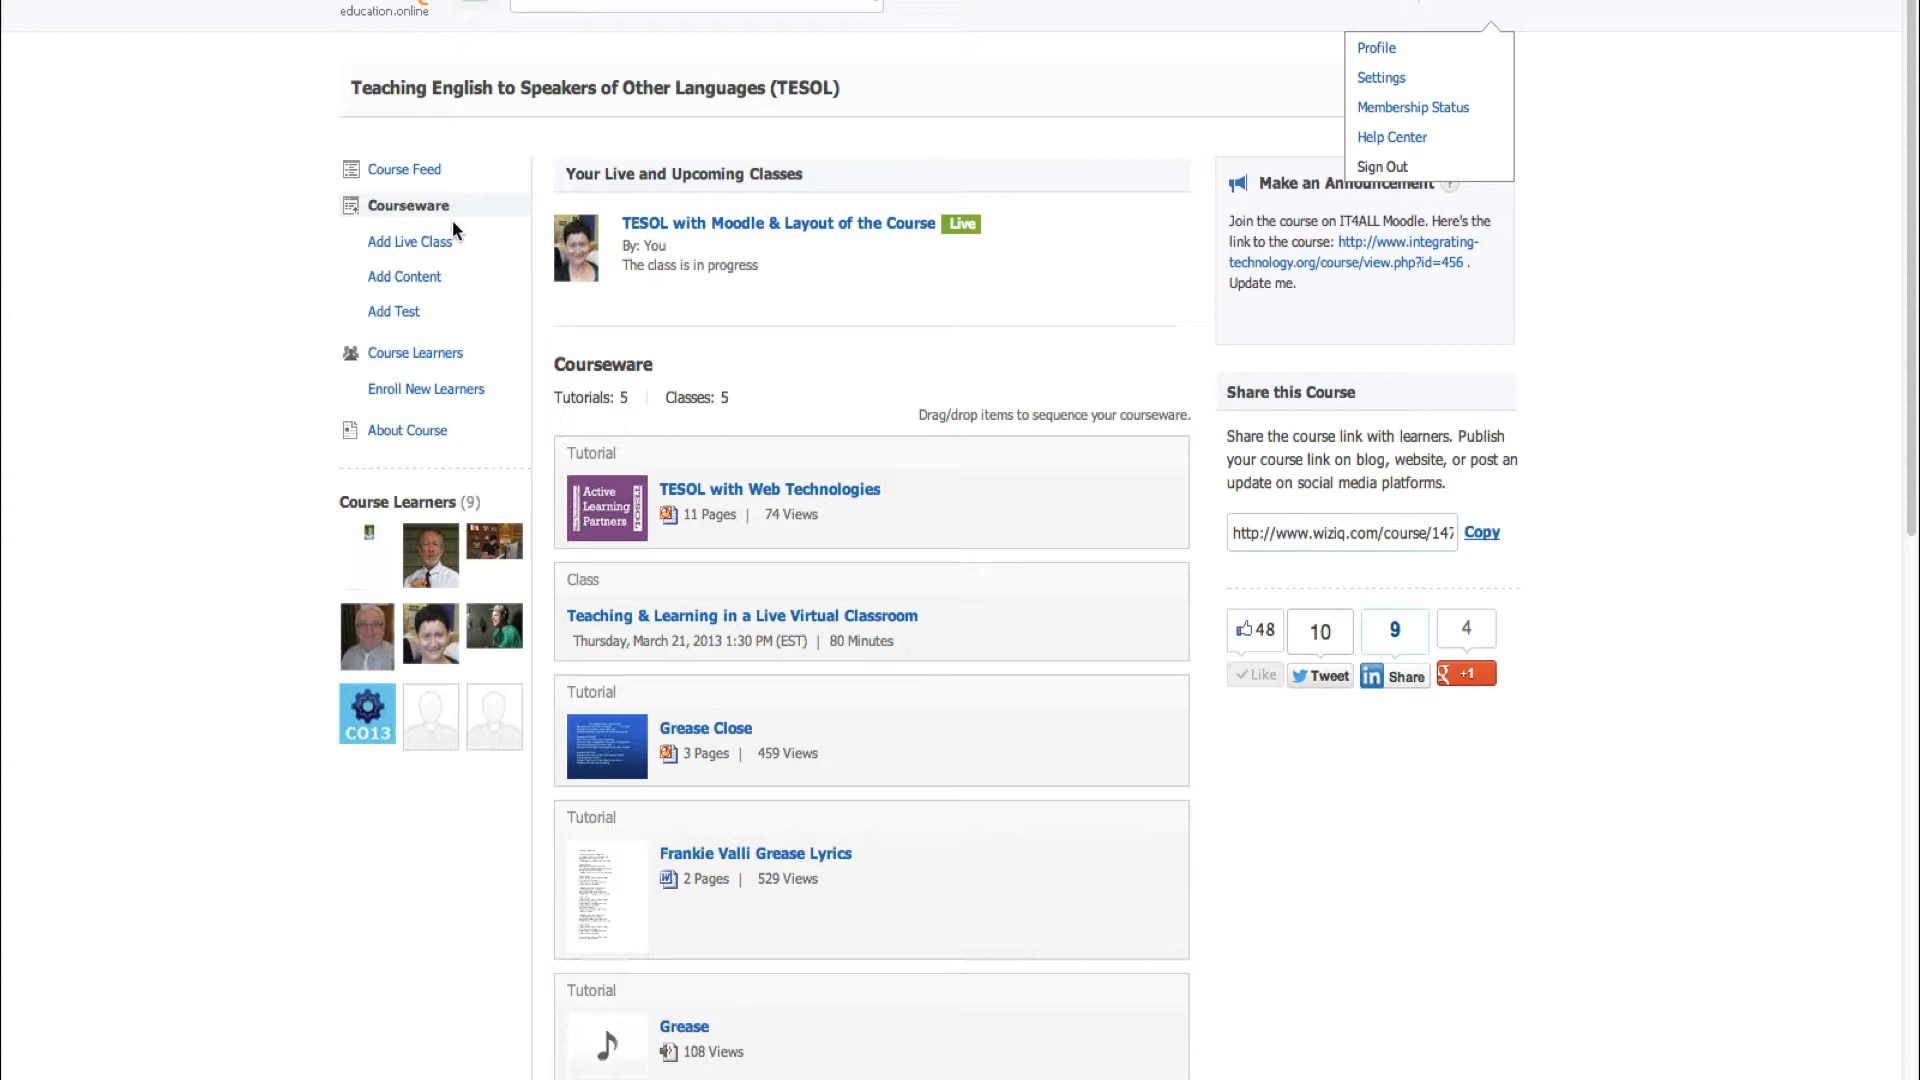 education.online
Profile
Settings
Membership Status
Help Center
Sign Out
Teaching English to Speakers of Other Languages (TESOL)
Course Feed
Courseware
Add Live Class
Add Content
Add Test
Course Learners
Enroll New Learners
About Course
Course Learners (9)
CO13
Your Live and Upcoming Classes
TESOL with Moodle & Layout of the Course Live
By: You
The class is in progress
Courseware
Tutorials: 5 Classes: 5
Drag/drop items to sequence your courseware.
Tutorial
Active
Learning
Partners
TESOL
TESOL with Web Technologies
11 Pages | 74 Views
Class
Teaching & Learning in a Live Virtual Classroom
Thursday, March 21, 2013 1:30 PM (EST) | 80 Minutes
Tutorial
Grease Close
3 Pages | 459 Views
Tutorial
Frankie Valli Grease Lyrics
2 Pages | 529 Views
Tutorial
Grease
108 Views
Make an Announcement ?
Join the course on IT4ALL Moodle. Here's the
link to the course: http://www.integrating-
technology.org/course/view.php?id=456 .
Update me.
Share this Course
Share the course link with learners. Publish
your course link on blog, website, or post an
update on social media platforms.
http://www.wiziq.com/course/147 Copy
48 10 9 4
Like Tweet in Share g +1